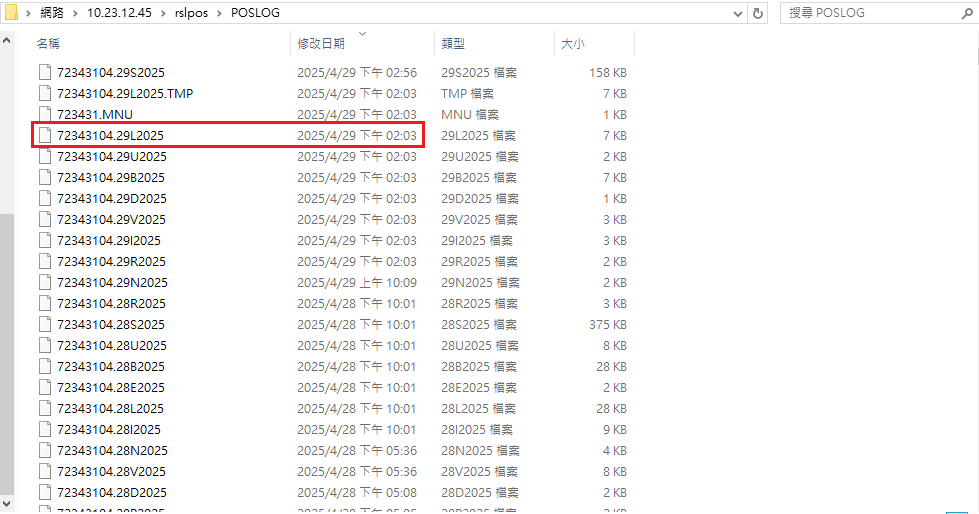 網路 > 10.23.12.45 > rslpos > POSLOG 搜尋 POSLOG
名稱 修改日期 類型 大小
72343104.29S2025 2025/4/29 下午 02:56 29S2025 檔案 158 KB
72343104.29L2025.TMP 2025/4/29 下午 02:03 TMP 檔案 7 KB
723431.MNU 2025/4/29 下午 02:03 MNU 檔案 1 KB
72343104.29L2025 2025/4/29 下午 02:03 29L2025 檔案 7 KB
72343104.29U2025 2025/4/29 下午 02:03 29U2025 檔案 2 KB
72343104.29B2025 2025/4/29 下午 02:03 29B2025 檔案 7 KB
72343104.29D2025 2025/4/29 下午 02:03 29D2025 檔案 1 KB
72343104.29V2025 2025/4/29 下午 02:03 29V2025 檔案 3 KB
72343104.29I2025 2025/4/29 下午 02:03 29I2025 檔案 3 KB
72343104.29R2025 2025/4/29 下午 02:03 29R2025 檔案 2 KB
72343104.29N2025 2025/4/29 上午 10:09 29N2025 檔案 2 KB
72343104.28R2025 2025/4/28 下午 10:01 28R2025 檔案 3 KB
72343104.28S2025 2025/4/28 下午 10:01 28S2025 檔案 375 KB
72343104.28U2025 2025/4/28 下午 10:01 28U2025 檔案 8 KB
72343104.28B2025 2025/4/28 下午 10:01 28B2025 檔案 28 KB
72343104.28E2025 2025/4/28 下午 10:01 28E2025 檔案 2 KB
72343104.28L2025 2025/4/28 下午 10:01 28L2025 檔案 28 KB
72343104.28I2025 2025/4/28 下午 10:01 28I2025 檔案 9 KB
72343104.28N2025 2025/4/28 下午 05:36 28N2025 檔案 4 KB
72343104.28V2025 2025/4/28 下午 05:36 28V2025 檔案 8 KB
72343104.28D2025 2025/4/28 下午 05:08 28D2025 檔案 2 KB